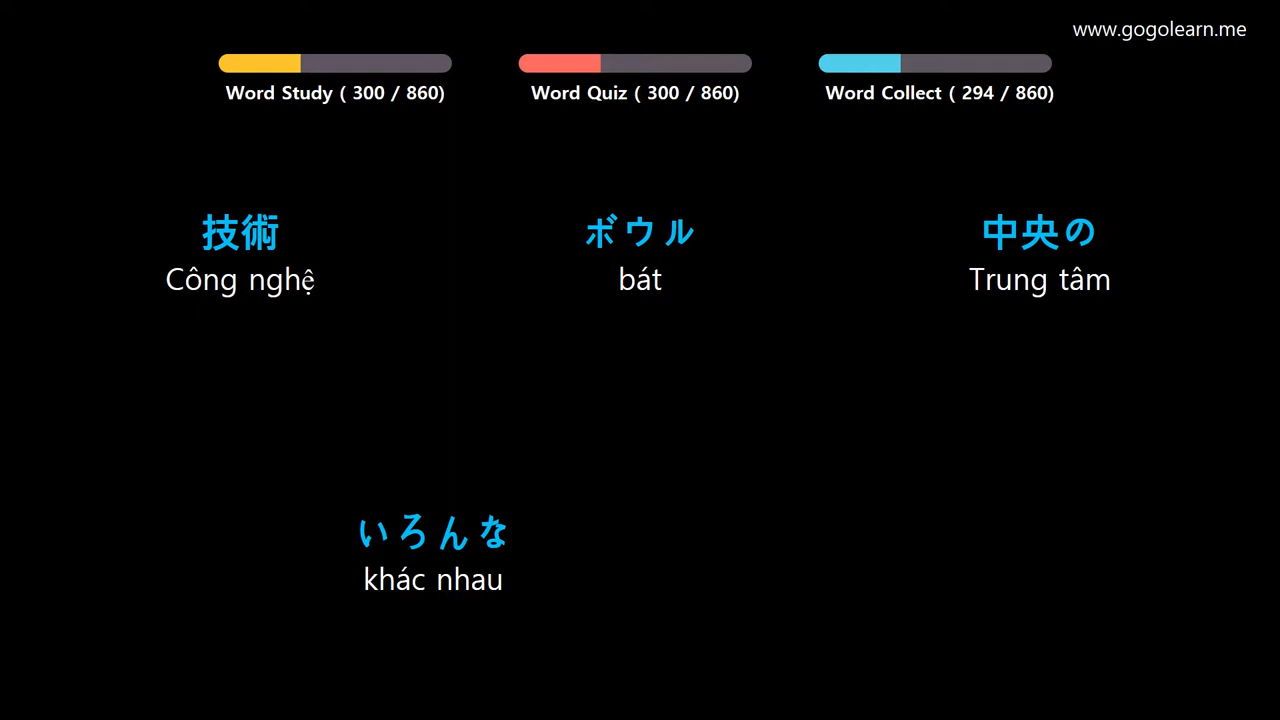 www.gogolearn.me
Word Study ( 300 / 860)
Word Quiz ( 300 / 860)
Word Collect ( 294 / 860)
技術
Công nghệ
ボウル
bát
中央の
Trung tâm
いろんな
khác nhau